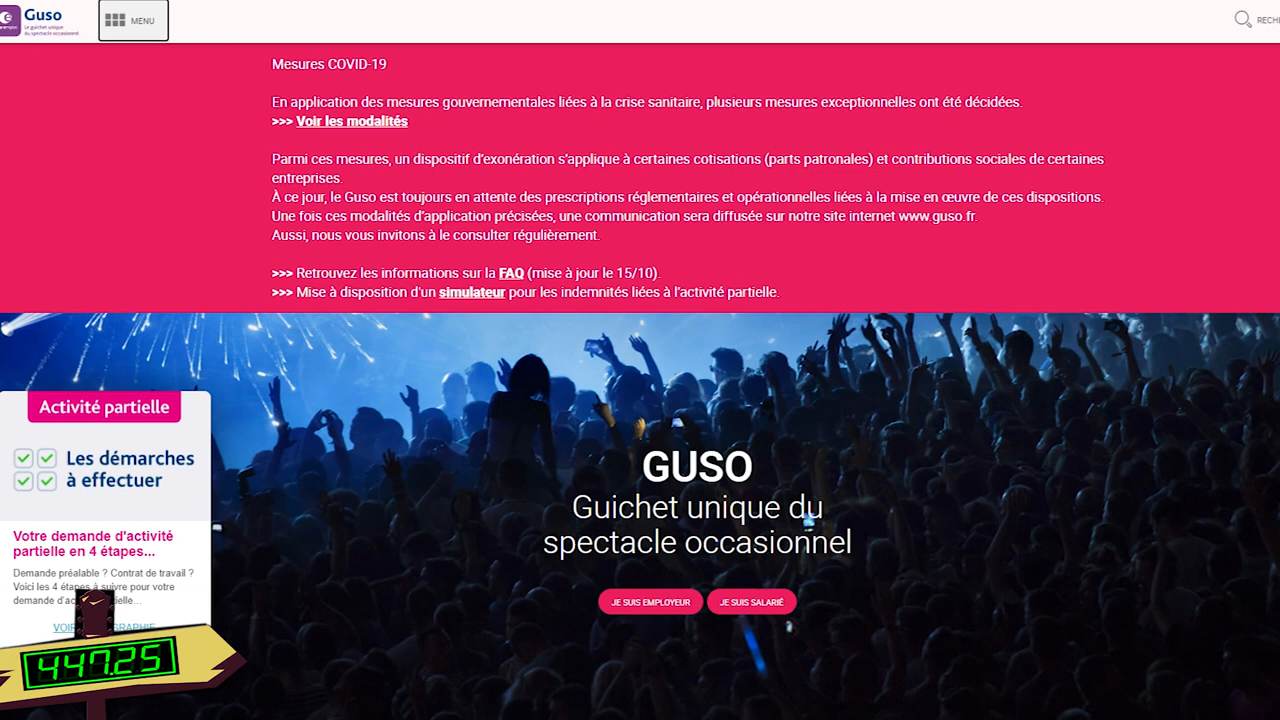 Guso
Le guichet unique
du spectacle occasionnel
MENU
Mesures COVID-19
En application des mesures gouvernementales liées à la crise sanitaire, plusieurs mesures exceptionnelles ont été décidées.
>>> Voir les modalités
Parmi ces mesures, un dispositif d'exonération s'applique à certaines cotisations (parts patronales) et contributions sociales de certaines
entreprises.
À ce jour, le Guso est toujours en attente des prescriptions réglementaires et opérationnelles liées à la mise en œuvre de ces dispositions.
Une fois ces modalités d'application précisées, une communication sera diffusée sur notre site internet www.guso.fr.
Aussi, nous vous invitons à le consulter régulièrement.
>>> Retrouvez les informations sur la FAQ (mise à jour le 15/10).
>>> Mise à disposition d'un simulateur pour les indemnités liées à l'activité partielle.
Activité partielle
Les démarches
à effectuer
Votre demande d'activité
partielle en 4 étapes...
Demande préalable ? Contrat de travail ?
Voici les 4 étapes à suivre pour votre
GUSO
Guichet unique du
spectacle occasionnel
JE SUIS EMPLOYEUR
JE SUIS SALARIÉ
447.25